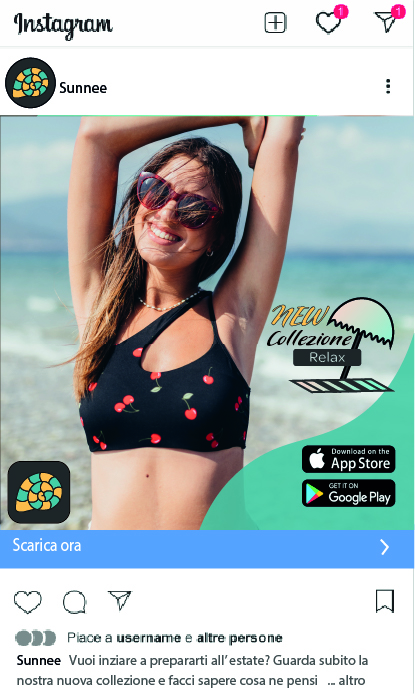 Instagram
1
1
Sunnee
NEW
Collezione
Relax
Download on the
App Store
GET IT ON
Google Play
Scarica ora
Piace a username e altre persone
Sunnee Vuoi inziare a prepararti all'estate? Guarda subito la
nostra nuova collezione e facci sapere cosa ne pensi ... altro